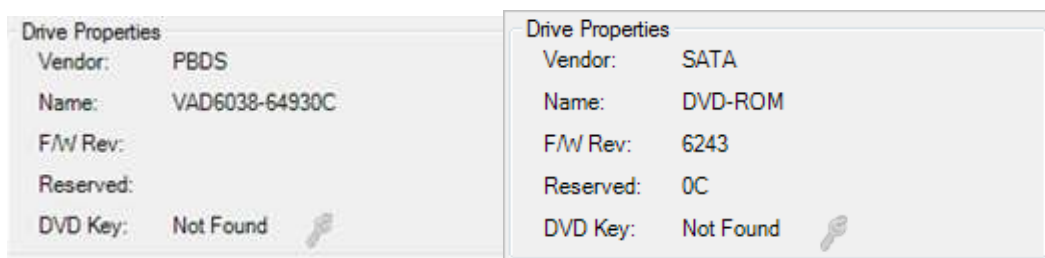 Drive Properties
Vendor: PBDS
Name: VAD6038-64930C
F/W Rev:
Reserved:
DVD Key: Not Found
Drive Properties
Vendor: SATA
Name: DVD-ROM
F/W Rev: 6243
Reserved: 0C
DVD Key: Not Found